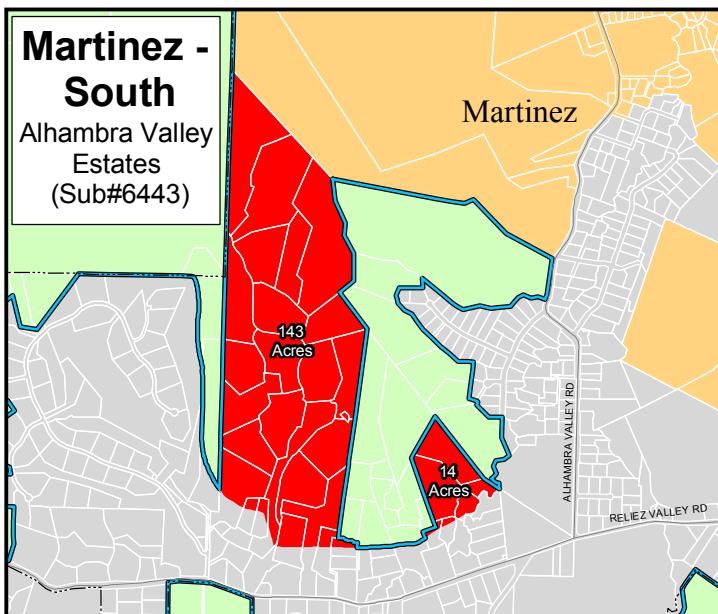 Martinez -
South
Alhambra Valley
Estates
(Sub#6443)
Martinez
143
Acres
14
Acres
ALHAMBRA VALLEY RD
RELIEZ VALLEY RD